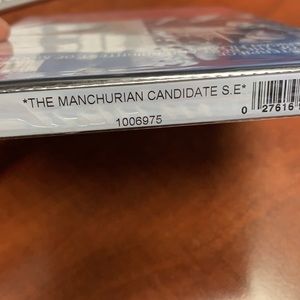 *THE MANCHURIAN CANDIDATE S.E*
1006975
0 27616